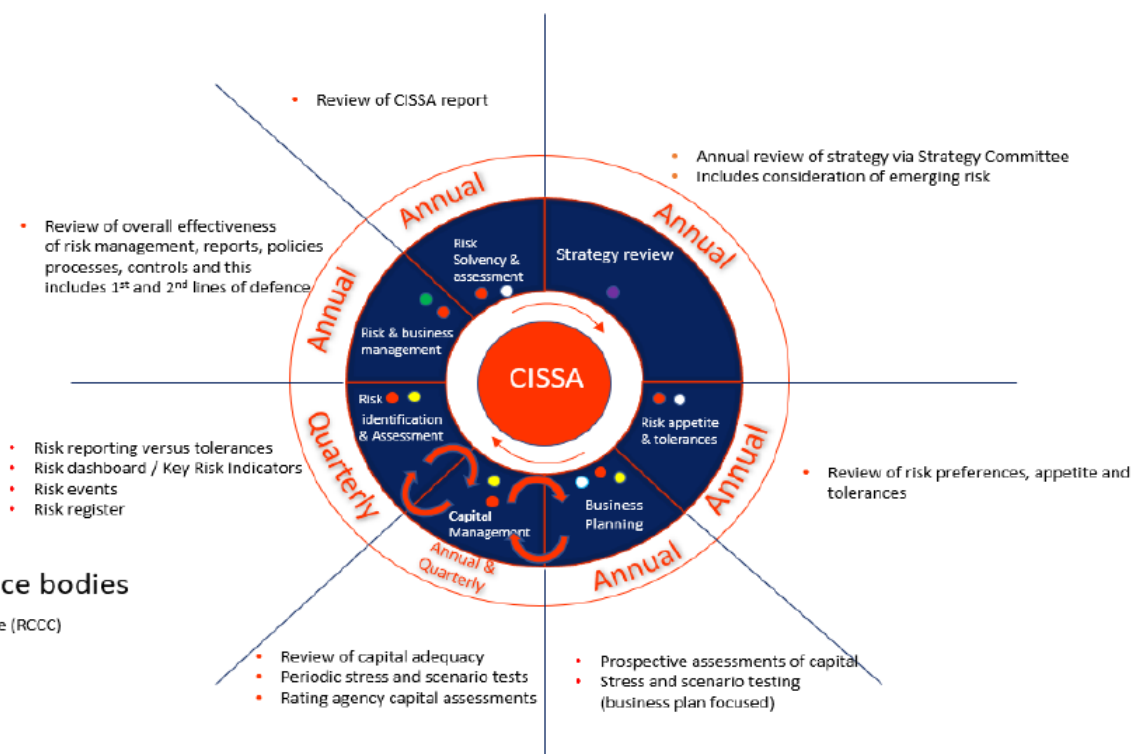 Review of CISSA report
Annual review of strategy via Strategy Committee
Includes consideration of emerging risk
Review of overall effectiveness
of risk management, reports, policies
processes, controls and this
includes 1st and 2nd lines of defence
Annual
Annual
Annual
Risk
Solvency &
assessment
Strategy review
Risk & business
management
CISSA
Risk
identification
& Assessment
Risk appetite
& tolerances
Quarterly
Annual
Capital
Management
Business
Planning
Annual &
Quarterly
Annual
Risk reporting versus tolerances
Risk dashboard / Key Risk Indicators
Risk events
Risk register
Review of risk preferences, appetite and
tolerances
ce bodies
e (RCCC)
Review of capital adequacy
Periodic stress and scenario tests
Rating agency capital assessments
Prospective assessments of capital
Stress and scenario testing
(business plan focused)